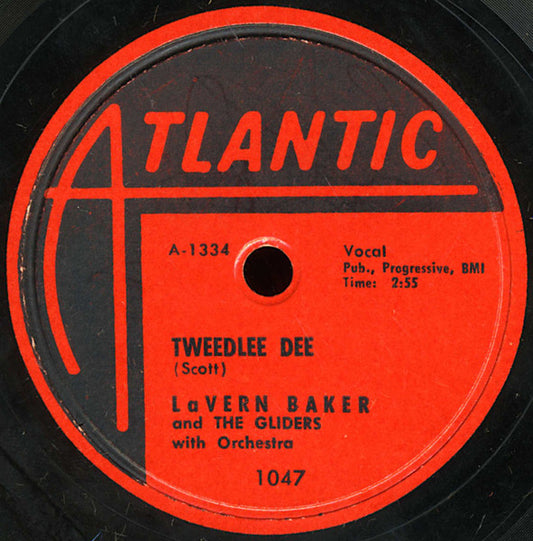 ATLANTIC
A-1334
Vocal
Pub., Progressive, BMI
Time: 2:55
TWEEDLEE DEE
(Scott)
LaVERN BAKER
and THE GLIDERS
with Orchestra
1047